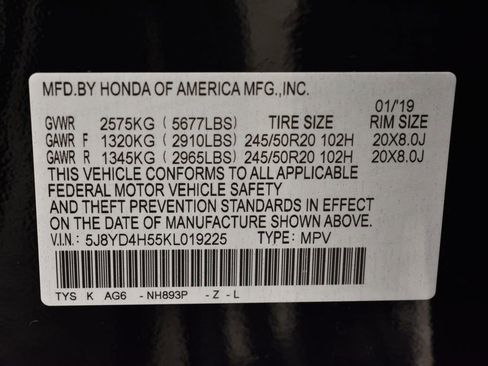 MFD.BY HONDA OF AMERICA MFG.,INC.
01/'19
GVWR 2575KG ( 5677LBS) TIRE SIZE RIM SIZE
GAWR F 1320KG ( 2910LBS) 245/50R20 102H 20X8.0J
GAWR R 1345KG ( 2965LBS) 245/50R20 102H 20X8.0J
THIS VEHICLE CONFORMS TO ALL APPLICABLE
FEDERAL MOTOR VEHICLE SAFETY
AND THEFT PREVENTION STANDARDS IN EFFECT
ON THE DATE OF MANUFACTURE SHOWN ABOVE.
V.I.N: 5J8YD4H55KL019225 TYPE: MPV
TYS K AG6 - NH893P - Z - L